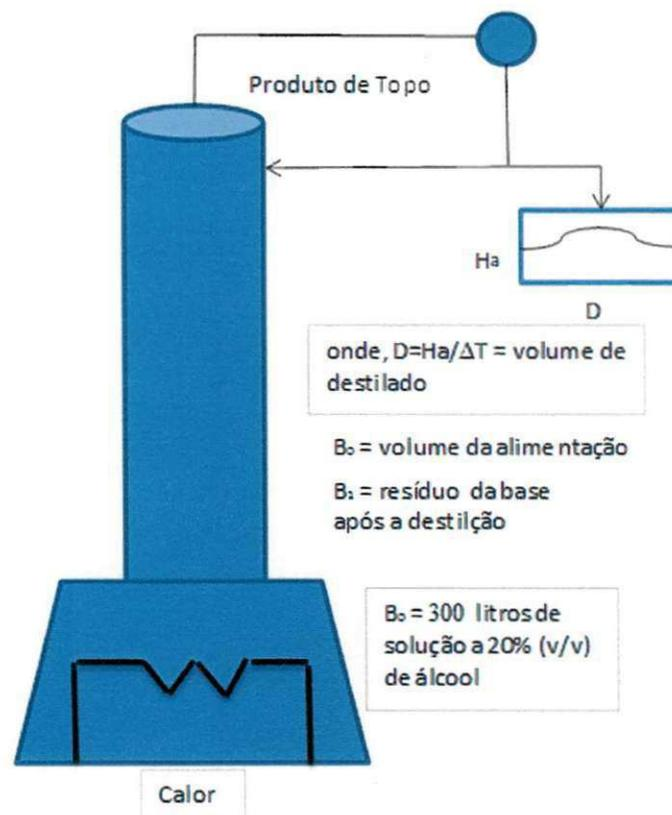 Produto de Topo
Ha
D
onde, D=Ha/ΔT = volume de
destilado
B₀ = volume da alimentação
B₁ = resíduo da base
após a destilção
B₀ = 300 litros de
solução a 20% (v/v)
de álcool
Calor